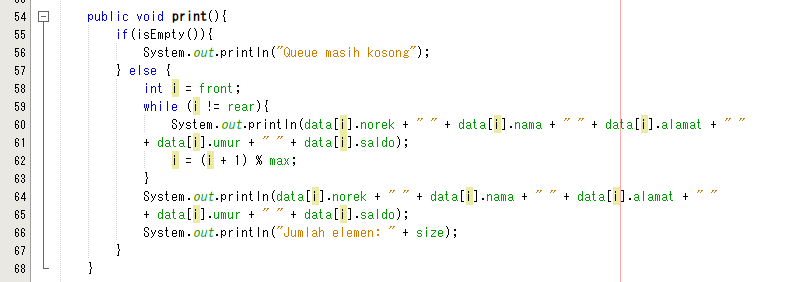 54 public void print(){
55 if(isEmpty()){
56 System.out.println("Queue masih kosong");
57 } else {
58 int i = front;
59 while (i != rear){
60 System.out.println(data[i].norek + " " + data[i].nama + " " + data[i].alamat + " "
61 + data[i].umur + " " + data[i].saldo);
62 i = (i + 1) % max;
63 }
64 System.out.println(data[i].norek + " " + data[i].nama + " " + data[i].alamat + " "
65 + data[i].umur + " " + data[i].saldo);
66 System.out.println("Jumlah elemen: " + size);
67 }
68 }